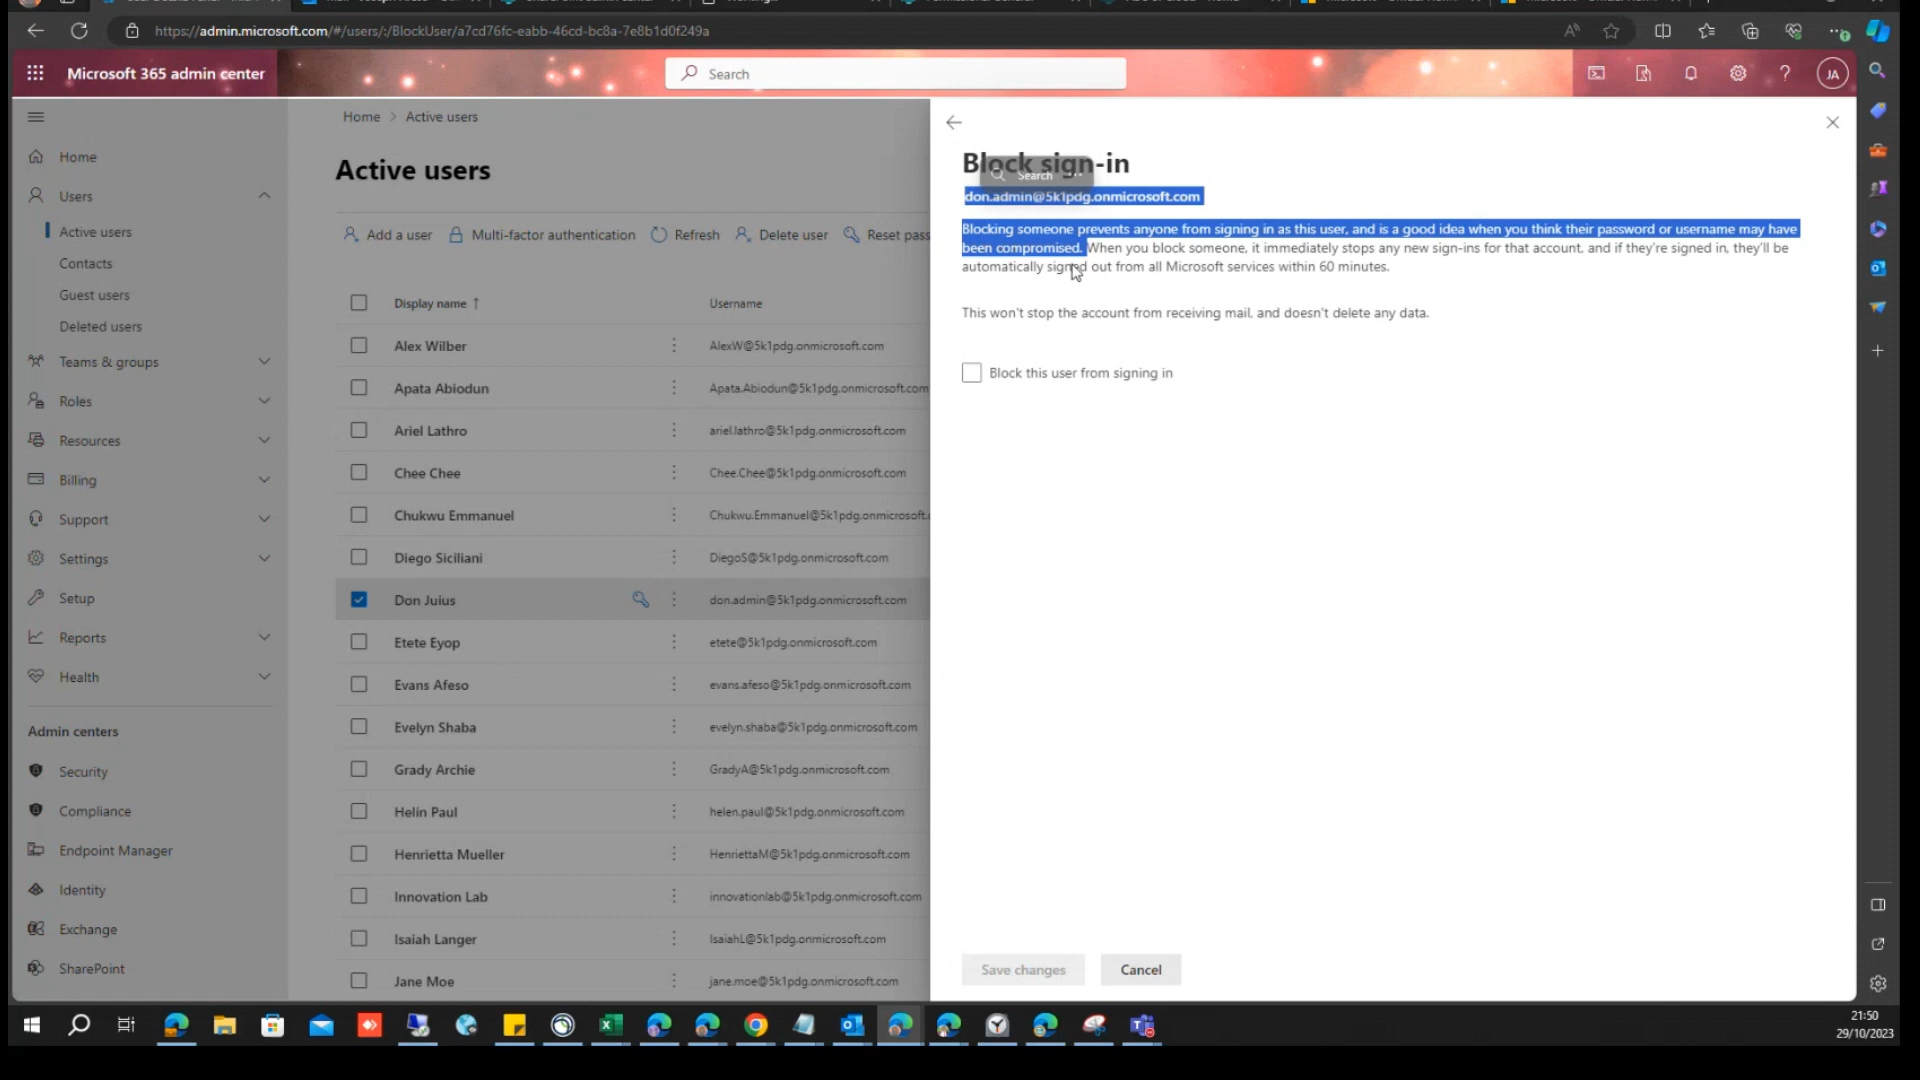 https://admin.microsoft.com/#/users/:/BlockUser/a7cd76fc-eabb-46cd-bc8a-7e8b1d0f249a
Microsoft 365 admin center
Search
JA
Home > Active users
Active users
Home
Users
Active users
Contacts
Guest users
Deleted users
Teams & groups
Roles
Resources
Billing
Support
Settings
Setup
Reports
Health
Admin centers
Security
Compliance
Endpoint Manager
Identity
Exchange
SharePoint
Add a user Multi-factor authentication Refresh Delete user Reset pass
Display name ↑ Username
Alex Wilber AlexW@5k1pdg.onmicrosoft.com
Apata Abiodun Apata.Abiodun@5k1pdg.onmicrosoft.com
Ariel Lathro ariel.lathro@5k1pdg.onmicrosoft.com
Chee Chee Chee.Chee@5k1pdg.onmicrosoft.com
Chukwu Emmanuel Chukwu.Emmanuel@5k1pdg.onmicrosoft.
Diego Siciliani DiegoS@5k1pdg.onmicrosoft.com
Don Juius don.admin@5k1pdg.onmicrosoft.com
Etete Eyop etete@5k1pdg.onmicrosoft.com
Evans Afeso evans.afeso@5k1pdg.onmicrosoft.com
Evelyn Shaba evelyn.shaba@5k1pdg.onmicrosoft.com
Grady Archie GradyA@5k1pdg.onmicrosoft.com
Helin Paul helen.paul@5k1pdg.onmicrosoft.com
Henrietta Mueller HenriettaM@5k1pdg.onmicrosoft.com
Innovation Lab innovationlab@5k1pdg.onmicrosoft.com
Isaiah Langer IsaiahL@5k1pdg.onmicrosoft.com
Jane Moe jane.moe@5k1pdg.onmicrosoft.com
Block sign-in
Search ...
don.admin@5k1pdg.onmicrosoft.com
Blocking someone prevents anyone from signing in as this user, and is a good idea when you think their password or username may have
been compromised. When you block someone, it immediately stops any new sign-ins for that account, and if they're signed in, they'll be
automatically signed out from all Microsoft services within 60 minutes.
This won't stop the account from receiving mail, and doesn't delete any data.
Block this user from signing in
Save changes Cancel
21:50
29/10/2023